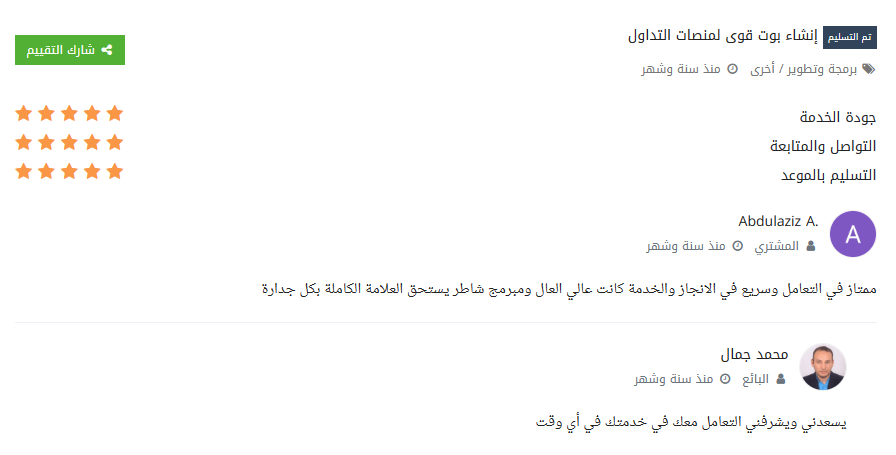 تم التسليم إنشاء بوت قوى لمنصات التداول
شارك التقييم
برمجة وتطوير / أخرى منذ سنة وشهر
جودة الخدمة
التواصل والمتابعة
التسليم بالموعد
A
Abdulaziz A.
المشتري منذ سنة وشهر
ممتاز في التعامل وسريع في الانجاز والخدمة كانت عالي العال ومبرمج شاطر يستحق العلامة الكاملة بكل جدارة
محمد جمال
البائع منذ سنة وشهر
يسعدني ويشرفني التعامل معك في خدمتك في أي وقت